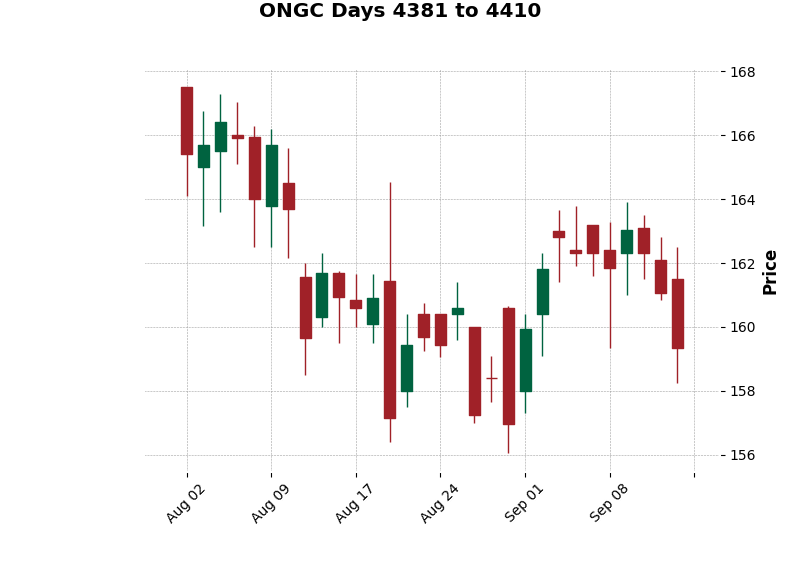 ONGC Days 4381 to 4410
168
166
164
162
160
158
156
Price
Aug 02
Aug 09
Aug 17
Aug 24
Sep 01
Sep 08